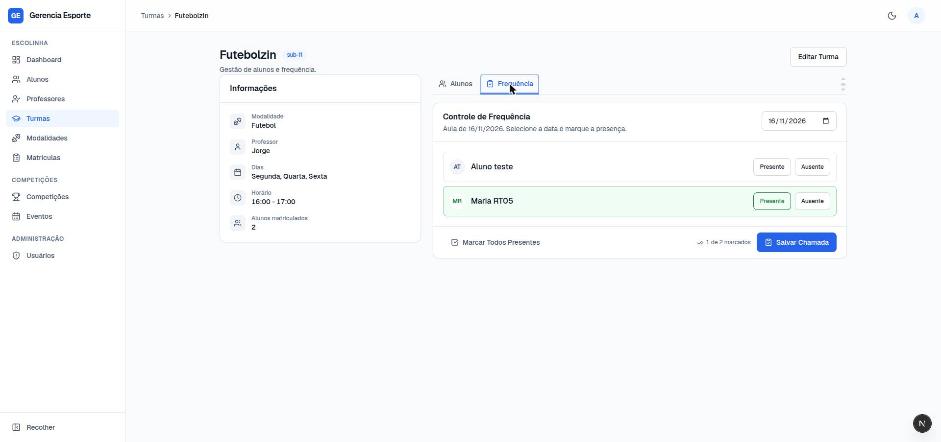 GE Gerencia Esporte
Turmas > Futebolzin
A
ESCOLINHA
Dashboard
Alunos
Professores
Turmas
Modalidades
Matrículas
COMPETIÇÕES
Competições
Eventos
ADMINISTRAÇÃO
Usuários
Recolher
Futebolzin sub-11
Gestão de alunos e frequência.
Editar Turma
Informações
Modalidade
Futebol
Professor
Jorge
Dias
Segunda, Quarta, Sexta
Horário
16:00 - 17:00
Alunos matriculados
2
Alunos Frequência
Controle de Frequência
Aula de 16/11/2026. Selecione a data e marque a presença.
16/11/2026
AT Aluno teste Presente Ausente
MR Maria RT05 Presente Ausente
Marcar Todos Presentes 1 de 2 marcados Salvar Chamada
N